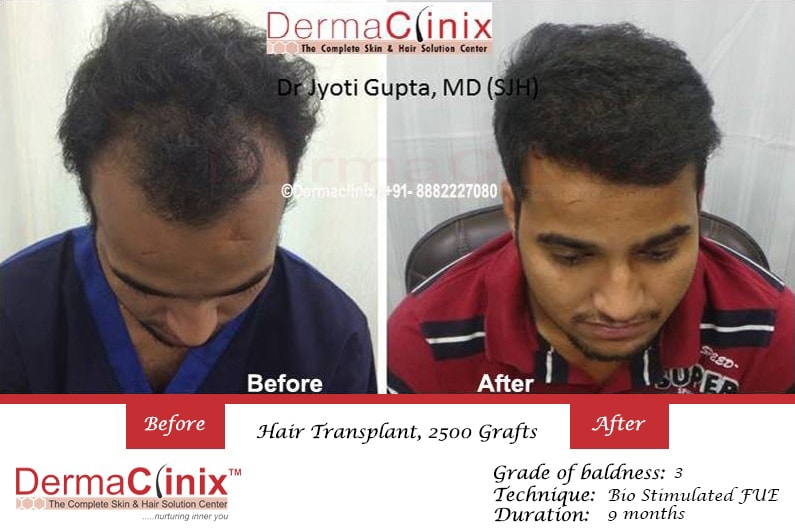 DermaClinix
The Complete Skin & Hair Solution Center
Dr Jyoti Gupta, MD (SJH)
DermaClinix
©Dermaclinix, +91- 8882227080
Before
After
SPEED
SUPER
Before
Hair Transplant, 2500 Grafts
After
DermaClinix™
The Complete Skin & Hair Solution Center
.....nurturing inner you
Grade of baldness: 3
Technique: Bio Stimulated FUE
Duration: 9 months